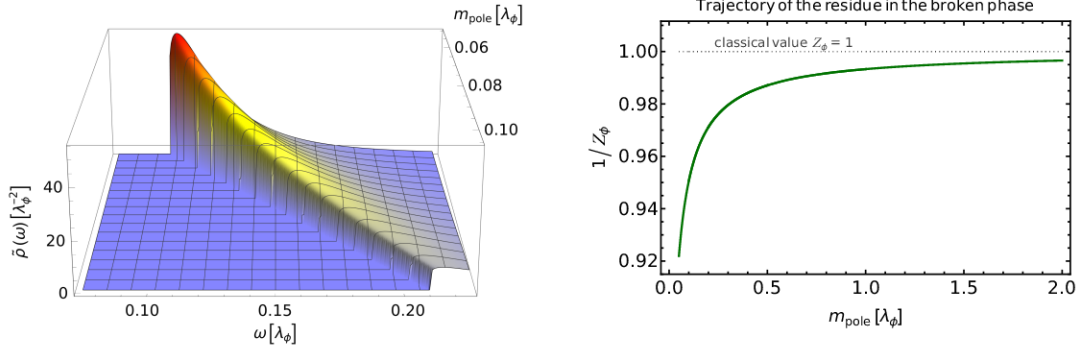 m_pole [λ_ϕ]
0.06
0.08
0.10
40
20
0
ρ̃(ω)[λ_ϕ^-2]
0.10
0.15
0.20
ω[λ_ϕ]
Trajectory of the residue in the broken phase
classical value Z_ϕ = 1
1.00
0.98
0.96
0.94
0.92
1/Z_ϕ
0.0
0.5
1.0
1.5
2.0
m_pole [λ_ϕ]